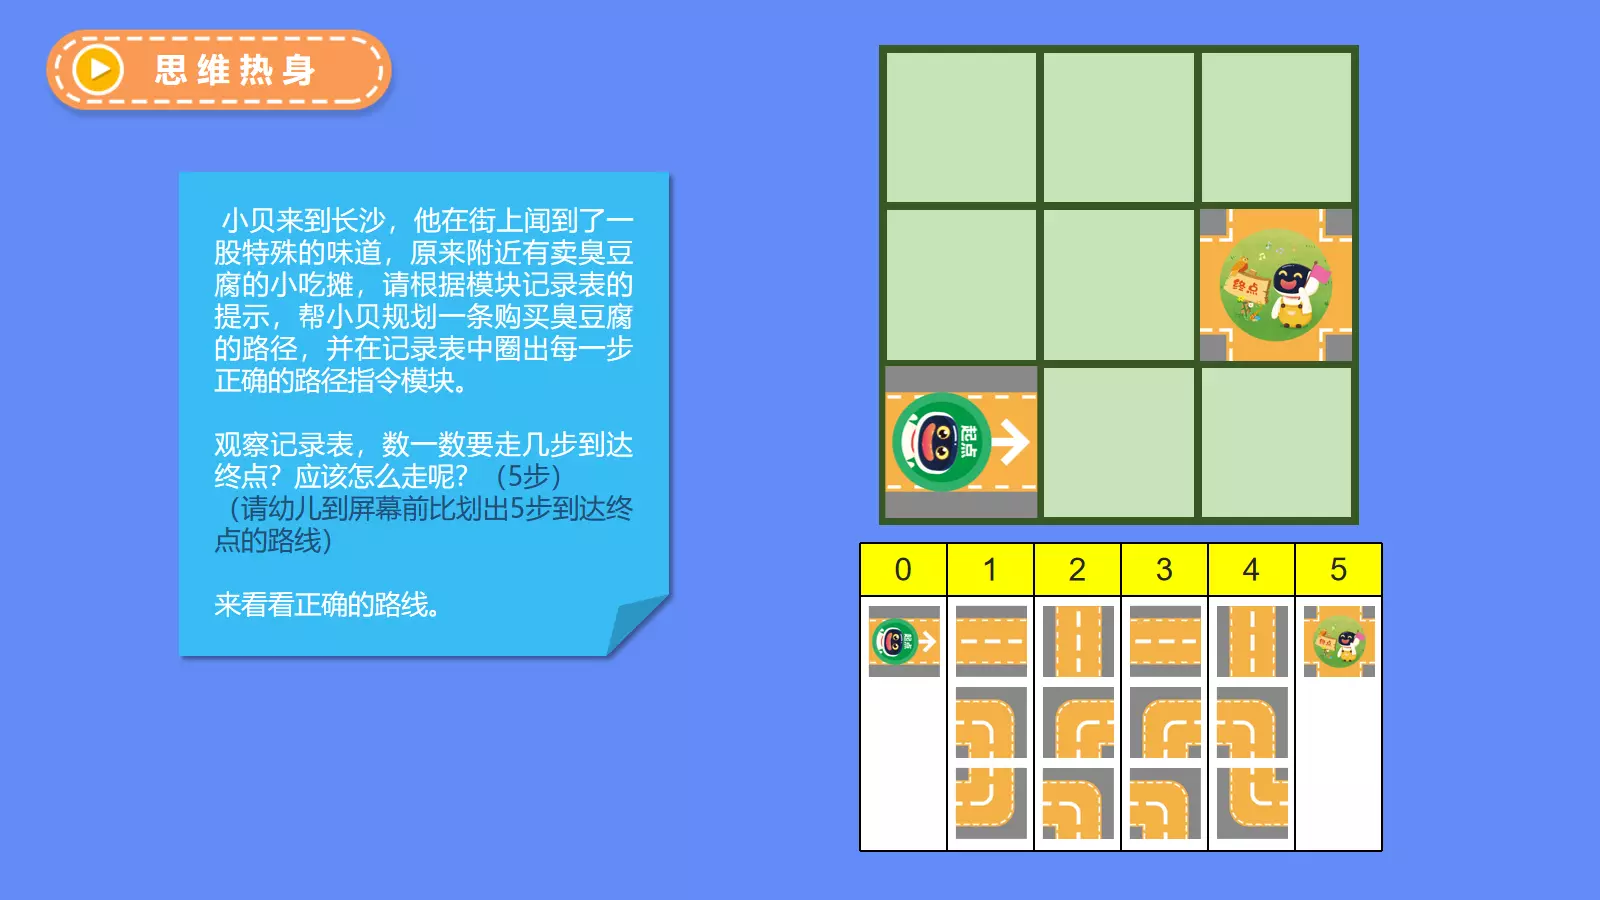 思维热身
小贝来到长沙，他在街上闻到了一
股特殊的味道，原来附近有卖臭豆
腐的小吃摊，请根据模块记录表的
提示，帮小贝规划一条购买臭豆腐
的路径，并在记录表中圈出每一步
正确的路径指令模块。
观察记录表，数一数要走几步到达
终点？应该怎么走呢？（5步）
（请幼儿到屏幕前比划出5步到达终
点的路线）
来看看正确的路线。
终点
起点
0 1 2 3 4 5
起点
终点